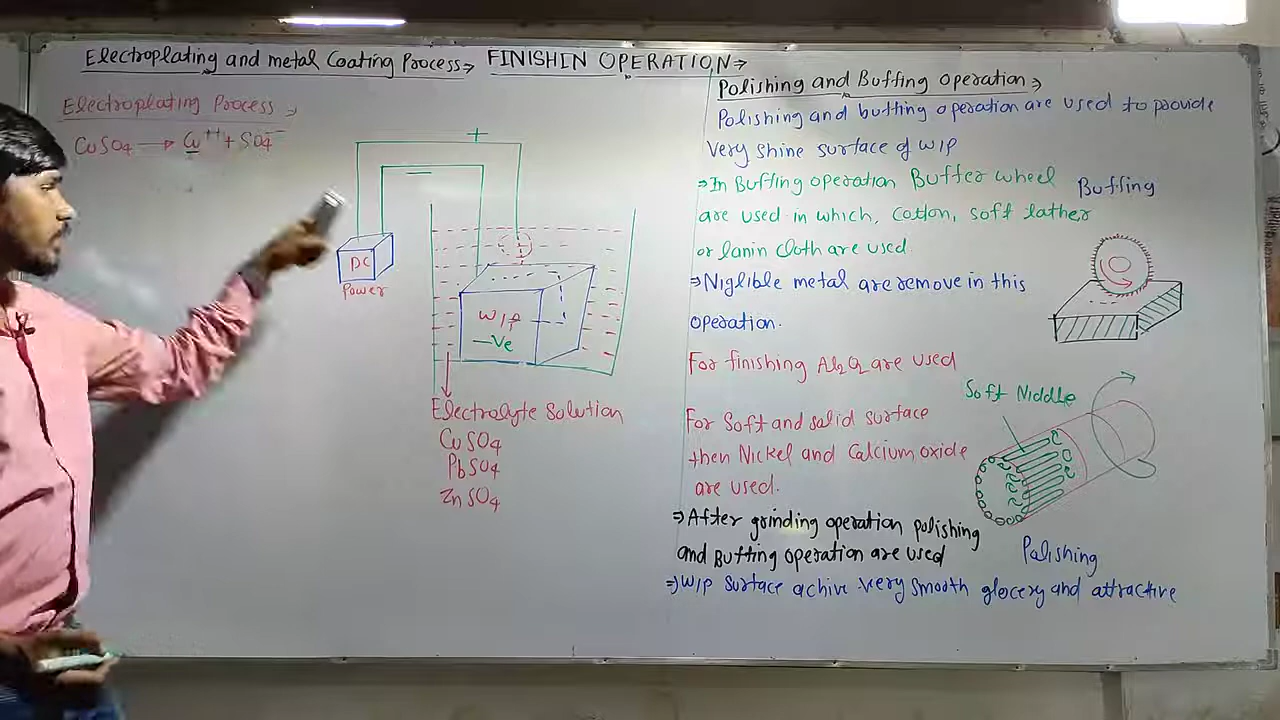 Electroplating and metal Coating Process→ FINISHIN OPERATION→
Electroplating Process→
CuSO4 → Cu++ + SO4--
+
—
DC
Power
W/P
-Ve
Electrolyte Solution
CuSO4
PbSO4
ZnSO4
Polishing and Buffing operation→
Polishing and butting operation are used to provide
Very shine surface of W/P
⇒In Buffing operation Buffer wheel
are used in which, Cotton, soft lather
or lanin cloth are used.
⇒Niglible metal are remove in this
operation.
For finishing Al2O2 are used
For Soft and solid surface
then Nickel and Calcium oxide
are used.
⇒After grinding operation polishing
and Butting operation are used
⇒W/P surface achive very smooth glocery and attractive
Buffing
Soft Niddle
Polishing